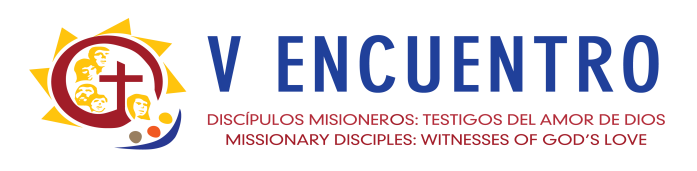 V ENCUENTRO
DISCÍPULOS MISIONEROS: TESTIGOS DEL AMOR DE DIOS
MISSIONARY DISCIPLES: WITNESSES OF GOD'S LOVE